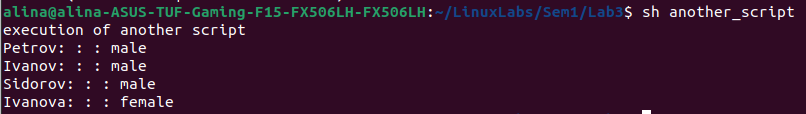 alina@alina-ASUS-TUF-Gaming-F15-FX506LH-FX506LH:~/LinuxLabs/Sem1/Lab3$ sh another_script
execution of another script
Petrov: : : male
Ivanov: : : male
Sidorov: : : male
Ivanova: : : female